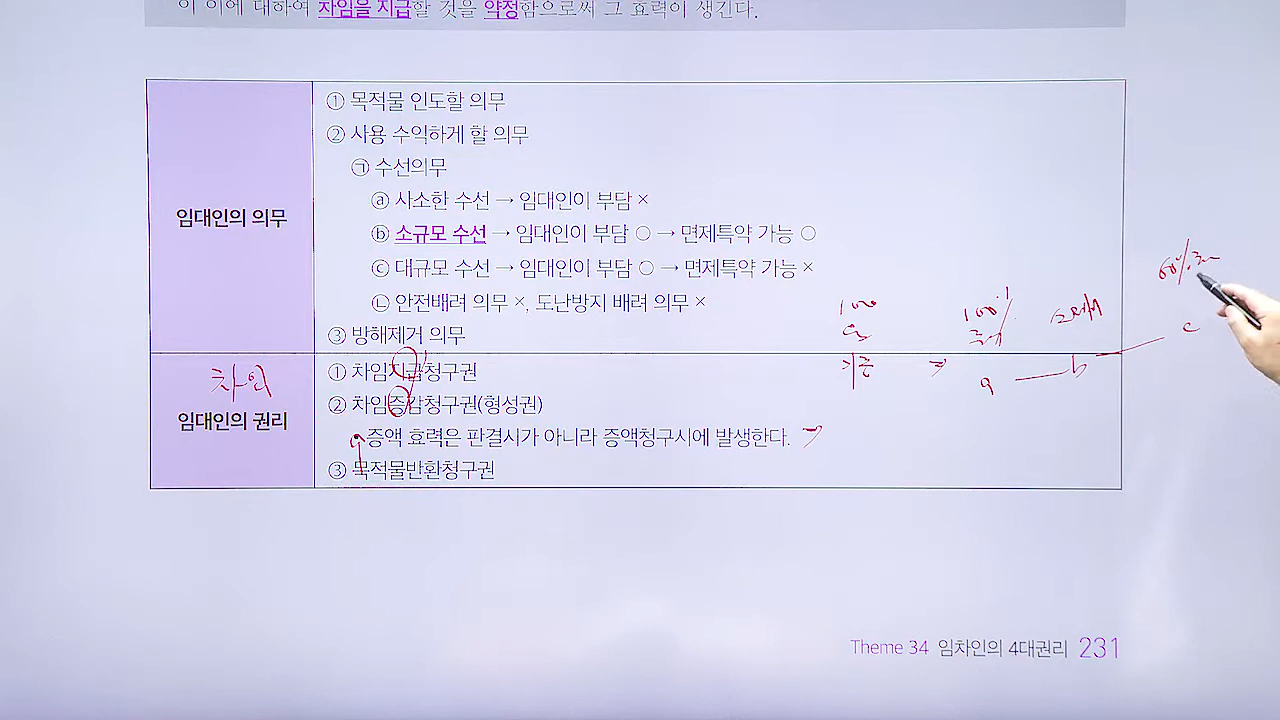 이 이에 대하여 차임을 지급할 것을 약정함으로써 그 효력이 생긴다.
임대인의 의무
① 목적물 인도할 의무
② 사용 수익하게 할 의무
㉠ 수선의무
ⓐ 사소한 수선 → 임대인이 부담 ×
ⓑ 소규모 수선 → 임대인이 부담 ○ → 면제특약 가능 ○
ⓒ 대규모 수선 → 임대인이 부담 ○ → 면제특약 가능 ×
㉡ 안전배려 의무 ×, 도난방지 배려 의무 ×
③ 방해제거 의무
차임
임대인의 권리
① 차임지급청구권
② 차임증감청구권(형성권)
증액 효력은 판결시가 아니라 증액청구시에 발생한다.
③ 목적물반환청구권
100
100%
a
b
c
Theme 34 임차인의 4대권리 231